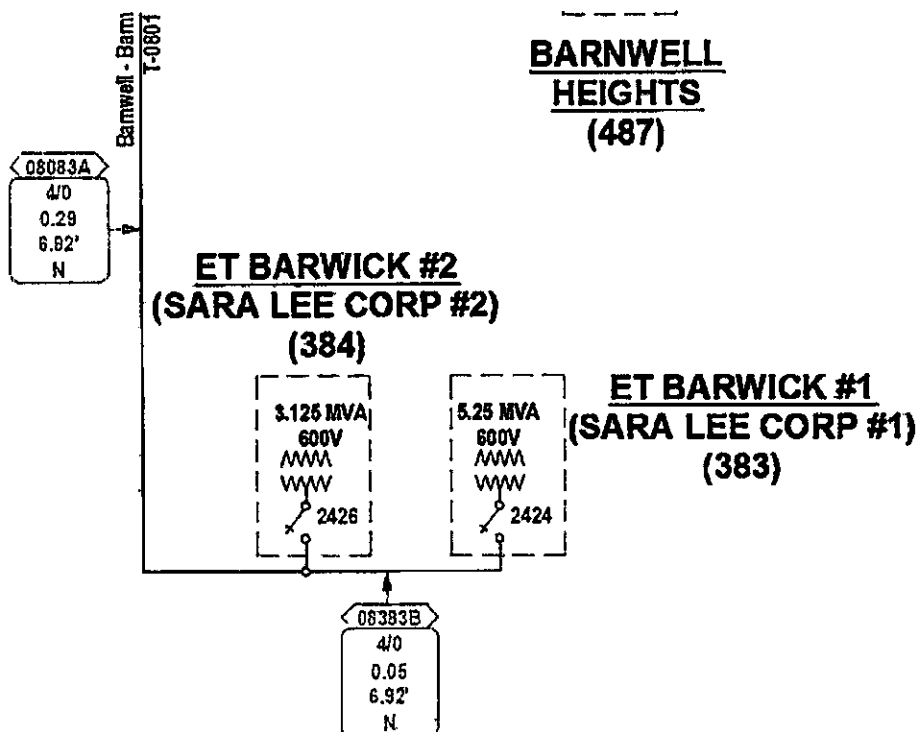 Barnwell - Barn
T-0801
BARNWELL
HEIGHTS
(487)
08083A
4/0
0.29
6.92'
N
ET BARWICK #2
(SARA LEE CORP #2)
(384)
3.125 MVA
600V
2426
5.25 MVA
600V
2424
ET BARWICK #1
(SARA LEE CORP #1)
(383)
08383B
4/0
0.05
6.92'
N